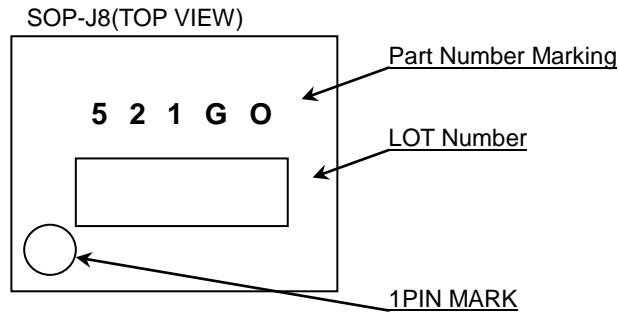 SOP-J8(TOP VIEW)
Part Number Marking
5 2 1 G O
LOT Number
1PIN MARK